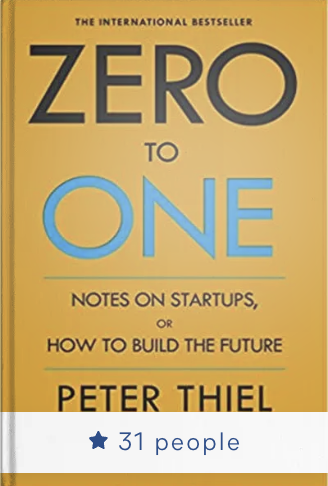 THE INTERNATIONAL BESTSELLER
ZERO
TO
ONE
NOTES ON STARTUPS,
OR
HOW TO BUILD THE FUTURE
PETER THIEL
31 people